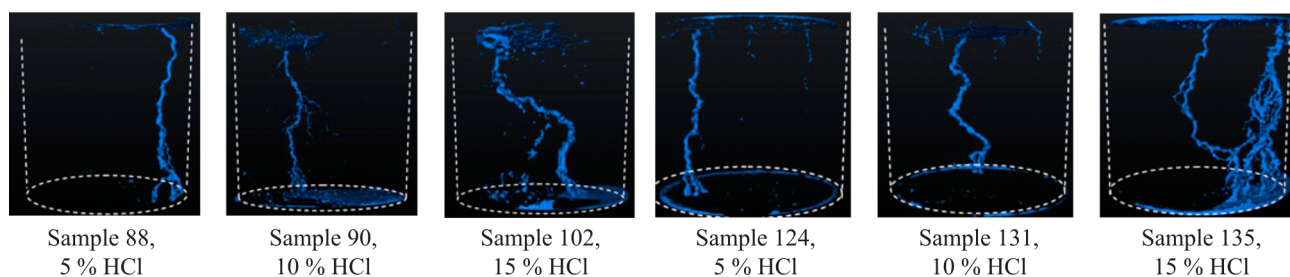 Sample 88,
5 % HCl
Sample 90,
10 % HCl
Sample 102,
15 % HCl
Sample 124,
5 % HCl
Sample 131,
10 % HCl
Sample 135,
15 % HCl